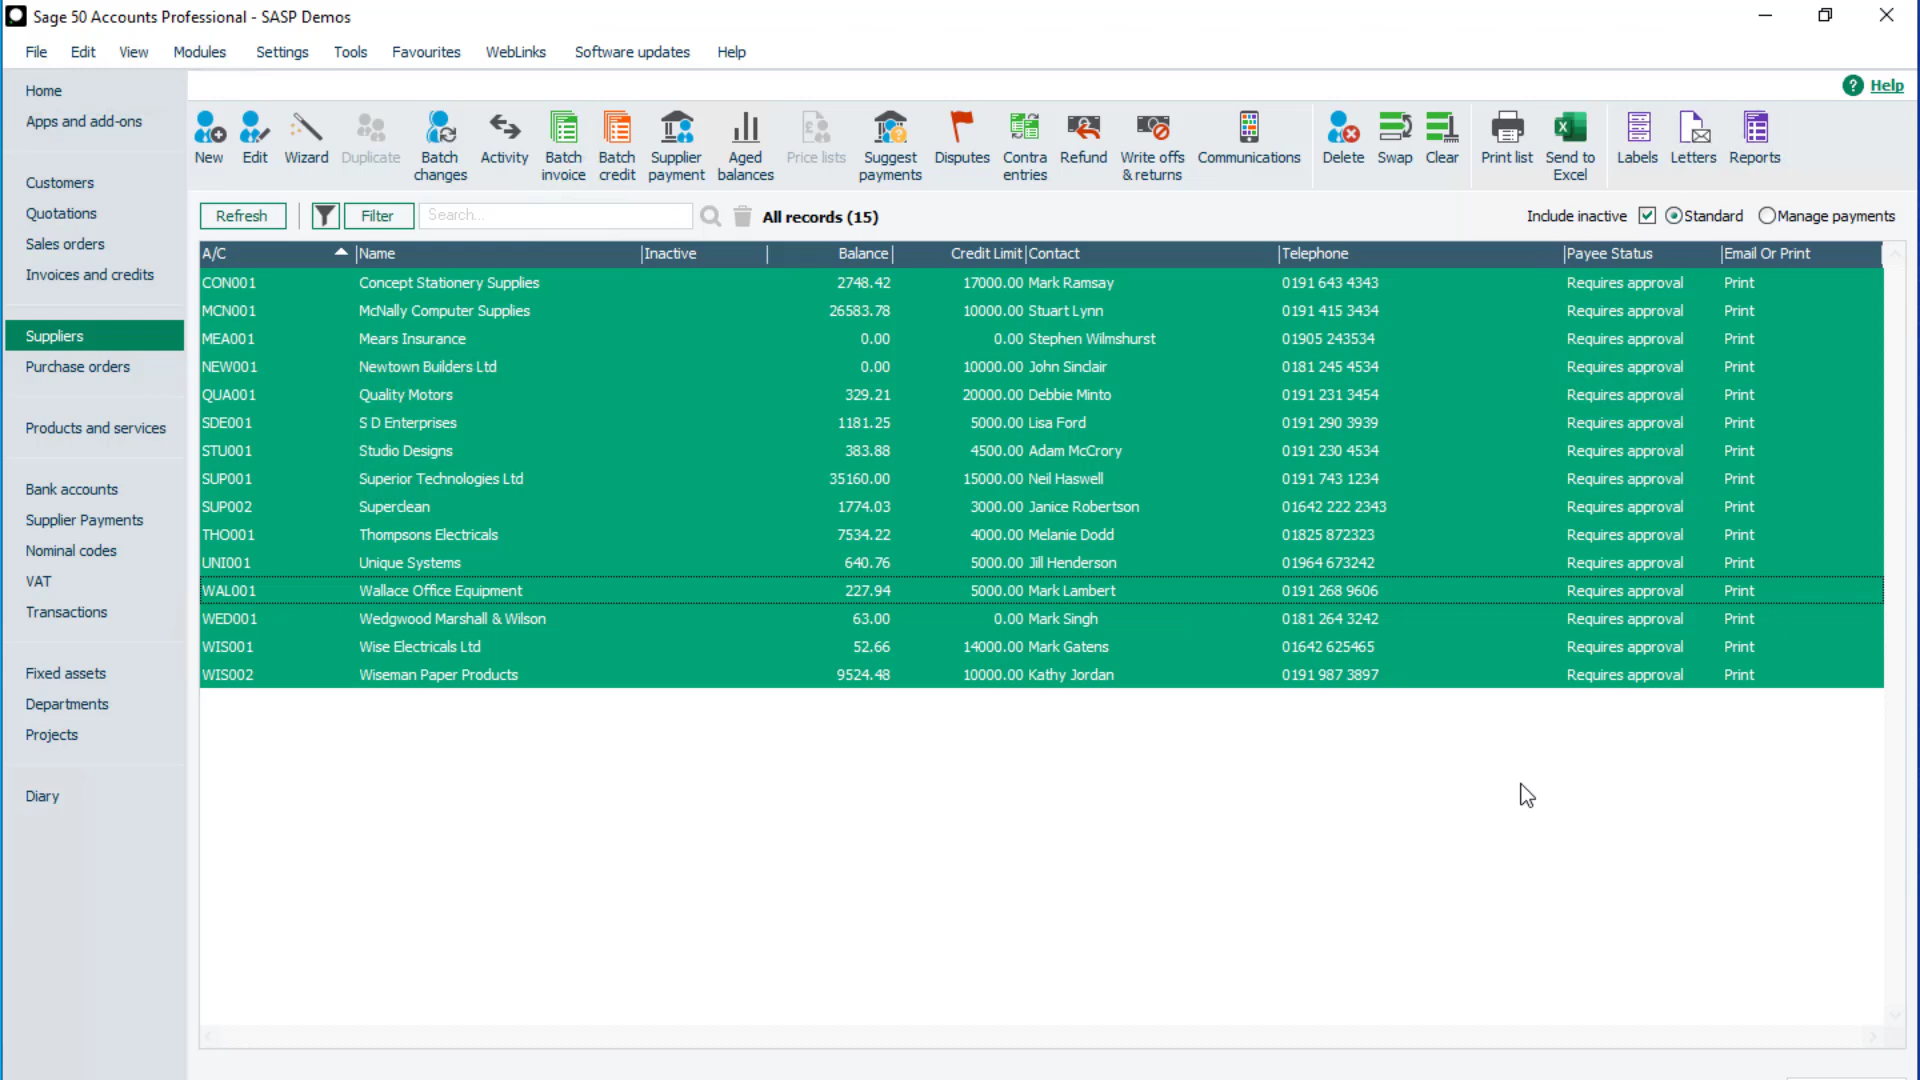 Sage 50 Accounts Professional - SASP Demos
File Edit View Modules Settings Tools Favourites WebLinks Software updates Help
? Help
Home
Apps and add-ons
Customers
Quotations
Sales orders
Invoices and credits
Suppliers
Purchase orders
Products and services
Bank accounts
Supplier Payments
Nominal codes
VAT
Transactions
Fixed assets
Departments
Projects
Diary
New
Edit
Wizard
Duplicate
Batch
changes
Activity
Batch
invoice
Batch
credit
Supplier
payment
Aged
balances
Price lists
Suggest
payments
Disputes
Contra
entries
Refund
Write offs
& returns
Communications
Delete
Swap
Clear
Print list
Send to
Excel
Labels
Letters
Reports
Refresh Filter Search... All records (15) Include inactive Standard Manage payments
A/C Name Inactive Balance Credit Limit Contact Telephone Payee Status Email Or Print
CON001 Concept Stationery Supplies 2748.42 17000.00 Mark Ramsay 0191 643 4343 Requires approval Print
MCN001 McNally Computer Supplies 26583.78 10000.00 Stuart Lynn 0191 415 3434 Requires approval Print
MEA001 Mears Insurance 0.00 0.00 Stephen Wilmshurst 01905 243534 Requires approval Print
NEW001 Newtown Builders Ltd 0.00 10000.00 John Sinclair 0181 245 4534 Requires approval Print
QUA001 Quality Motors 329.21 20000.00 Debbie Minto 0191 231 3454 Requires approval Print
SDE001 S D Enterprises 1181.25 5000.00 Lisa Ford 0191 290 3939 Requires approval Print
STU001 Studio Designs 383.88 4500.00 Adam McCrory 0191 230 4534 Requires approval Print
SUP001 Superior Technologies Ltd 35160.00 15000.00 Neil Haswell 0191 743 1234 Requires approval Print
SUP002 Superclean 1774.03 3000.00 Janice Robertson 01642 222 2343 Requires approval Print
THO001 Thompsons Electricals 7534.22 4000.00 Melanie Dodd 01825 872323 Requires approval Print
UNI001 Unique Systems 640.76 5000.00 Jill Henderson 01964 673242 Requires approval Print
WAL001 Wallace Office Equipment 227.94 5000.00 Mark Lambert 0191 268 9606 Requires approval Print
WED001 Wedgwood Marshall & Wilson 63.00 0.00 Mark Singh 0181 264 3242 Requires approval Print
WIS001 Wise Electricals Ltd 52.66 14000.00 Mark Gatens 01642 625465 Requires approval Print
WIS002 Wiseman Paper Products 9524.48 10000.00 Kathy Jordan 0191 987 3897 Requires approval Print